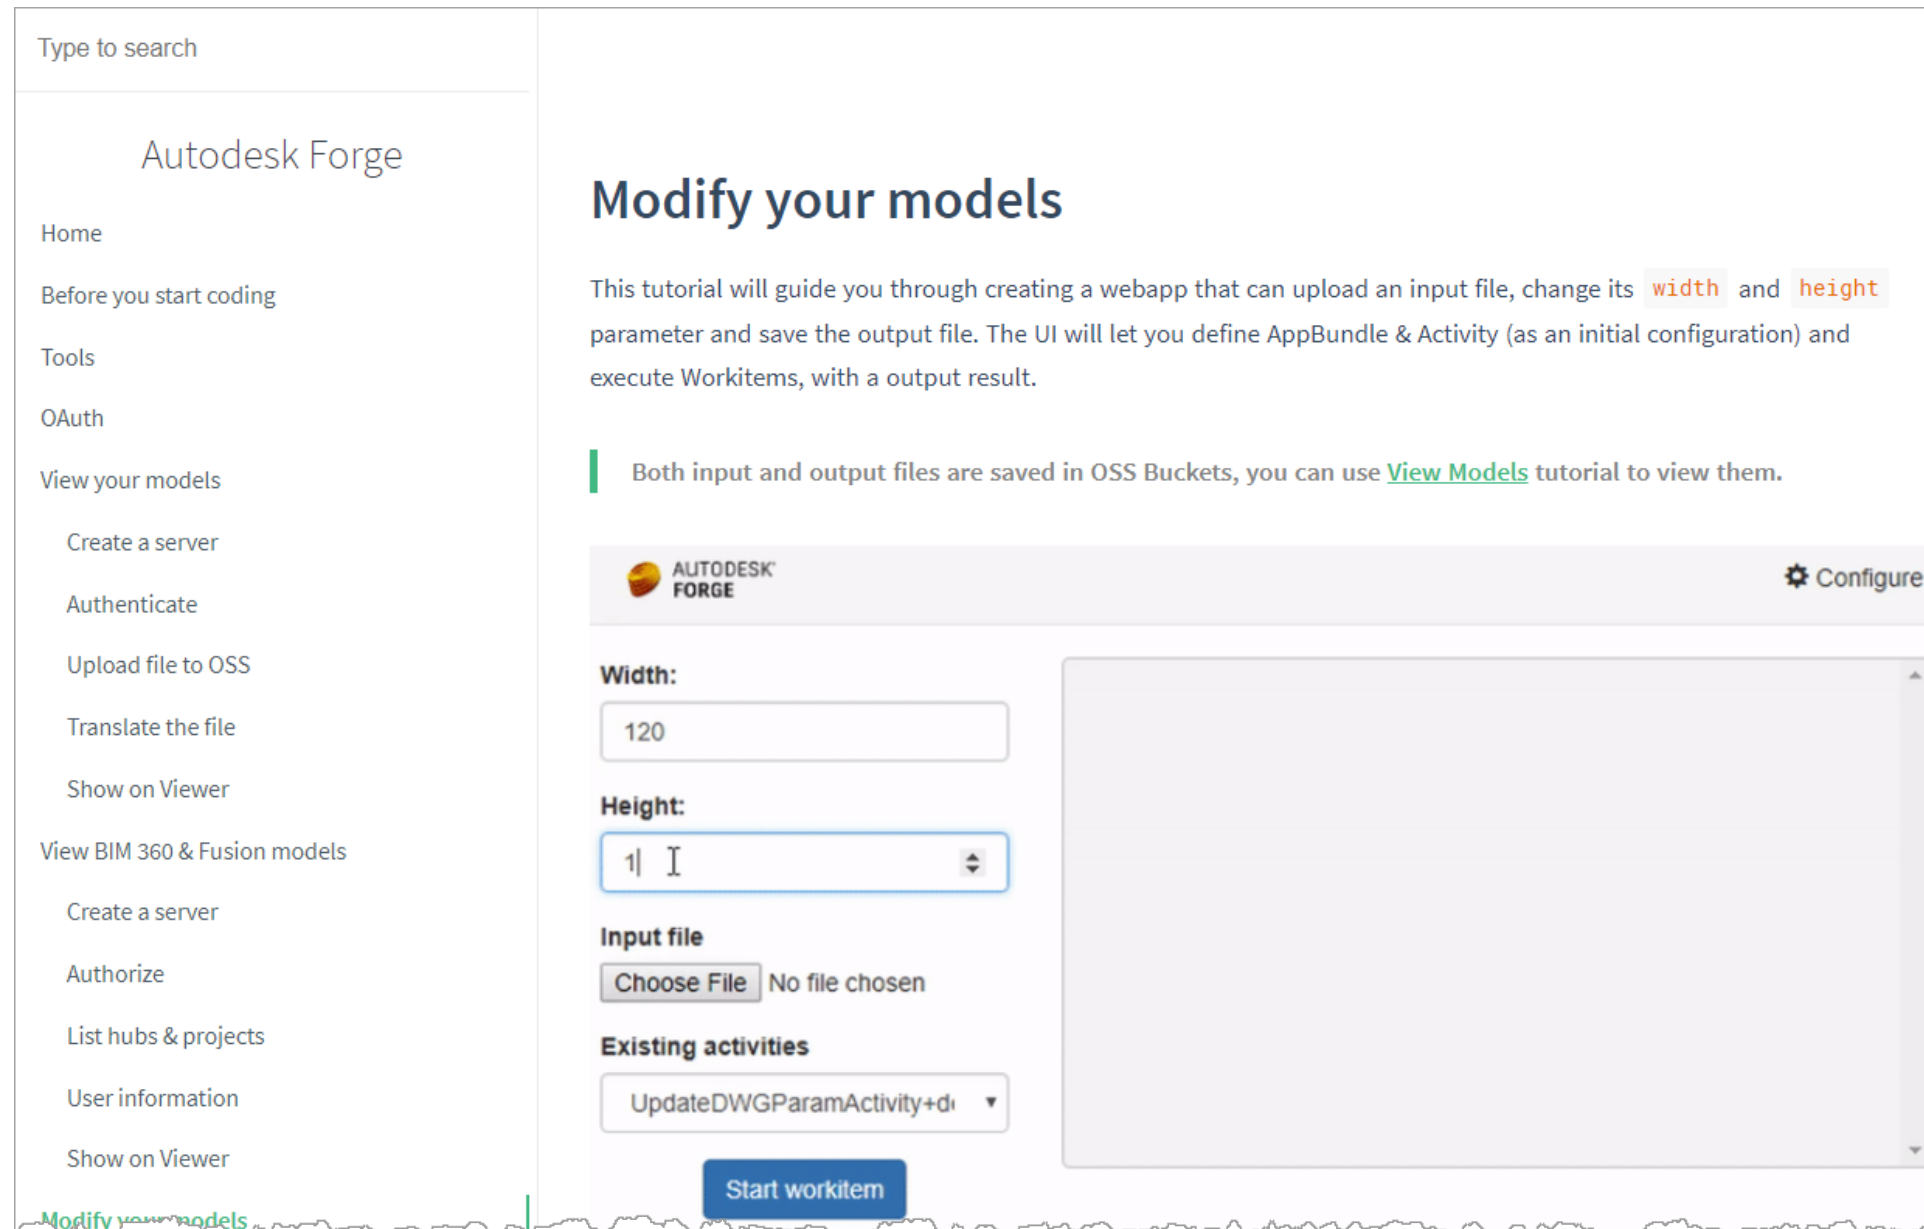 Type to search
Autodesk Forge
Home
Before you start coding
Tools
OAuth
View your models
Create a server
Authenticate
Upload file to OSS
Translate the file
Show on Viewer
View BIM 360 & Fusion models
Create a server
Authorize
List hubs & projects
User information
Show on Viewer
Modify your models
Modify your models
This tutorial will guide you through creating a webapp that can upload an input file, change its width and height
parameter and save the output file. The UI will let you define AppBundle & Activity (as an initial configuration) and
execute Workitems, with a output result.
Both input and output files are saved in OSS Buckets, you can use View Models tutorial to view them.
AUTODESK®
FORGE
Configure
Width:
120
Height:
1
Input file
Choose File No file chosen
Existing activities
UpdateDWGParamActivity+d
Start workitem